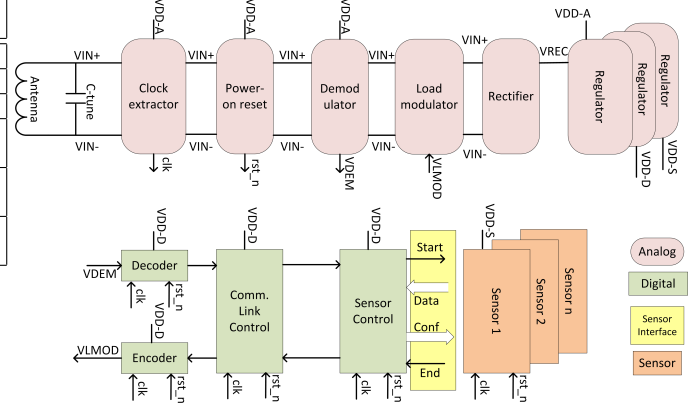 VDD-A
VDD-A
VDD-A
VDD-A
VIN+
VIN+
VIN+
VIN+
VIN+
VREC
Antenna
C-tune
Clock
extractor
Power-
on reset
Demod
ulator
Load
modulator
Rectifier
Regulator
Regulator
Regulator
VIN-
VIN-
VIN-
VIN-
VIN-
clk
rst_n
VDEM
VLMOD
VDD-D
VDD-S
VDD-D
VDD-D
VDD-D
VDD-S
VDEM
Decoder
clk
rst_n
VDD-D
VLMOD
Encoder
clk
rst_n
Comm.
Link
Control
clk
rst_n
Sensor
Control
clk
rst_n
Start
Data
Conf
End
Sensor 1
Sensor 2
Sensor n
clk
rst_n
Analog
Digital
Sensor
Interface
Sensor